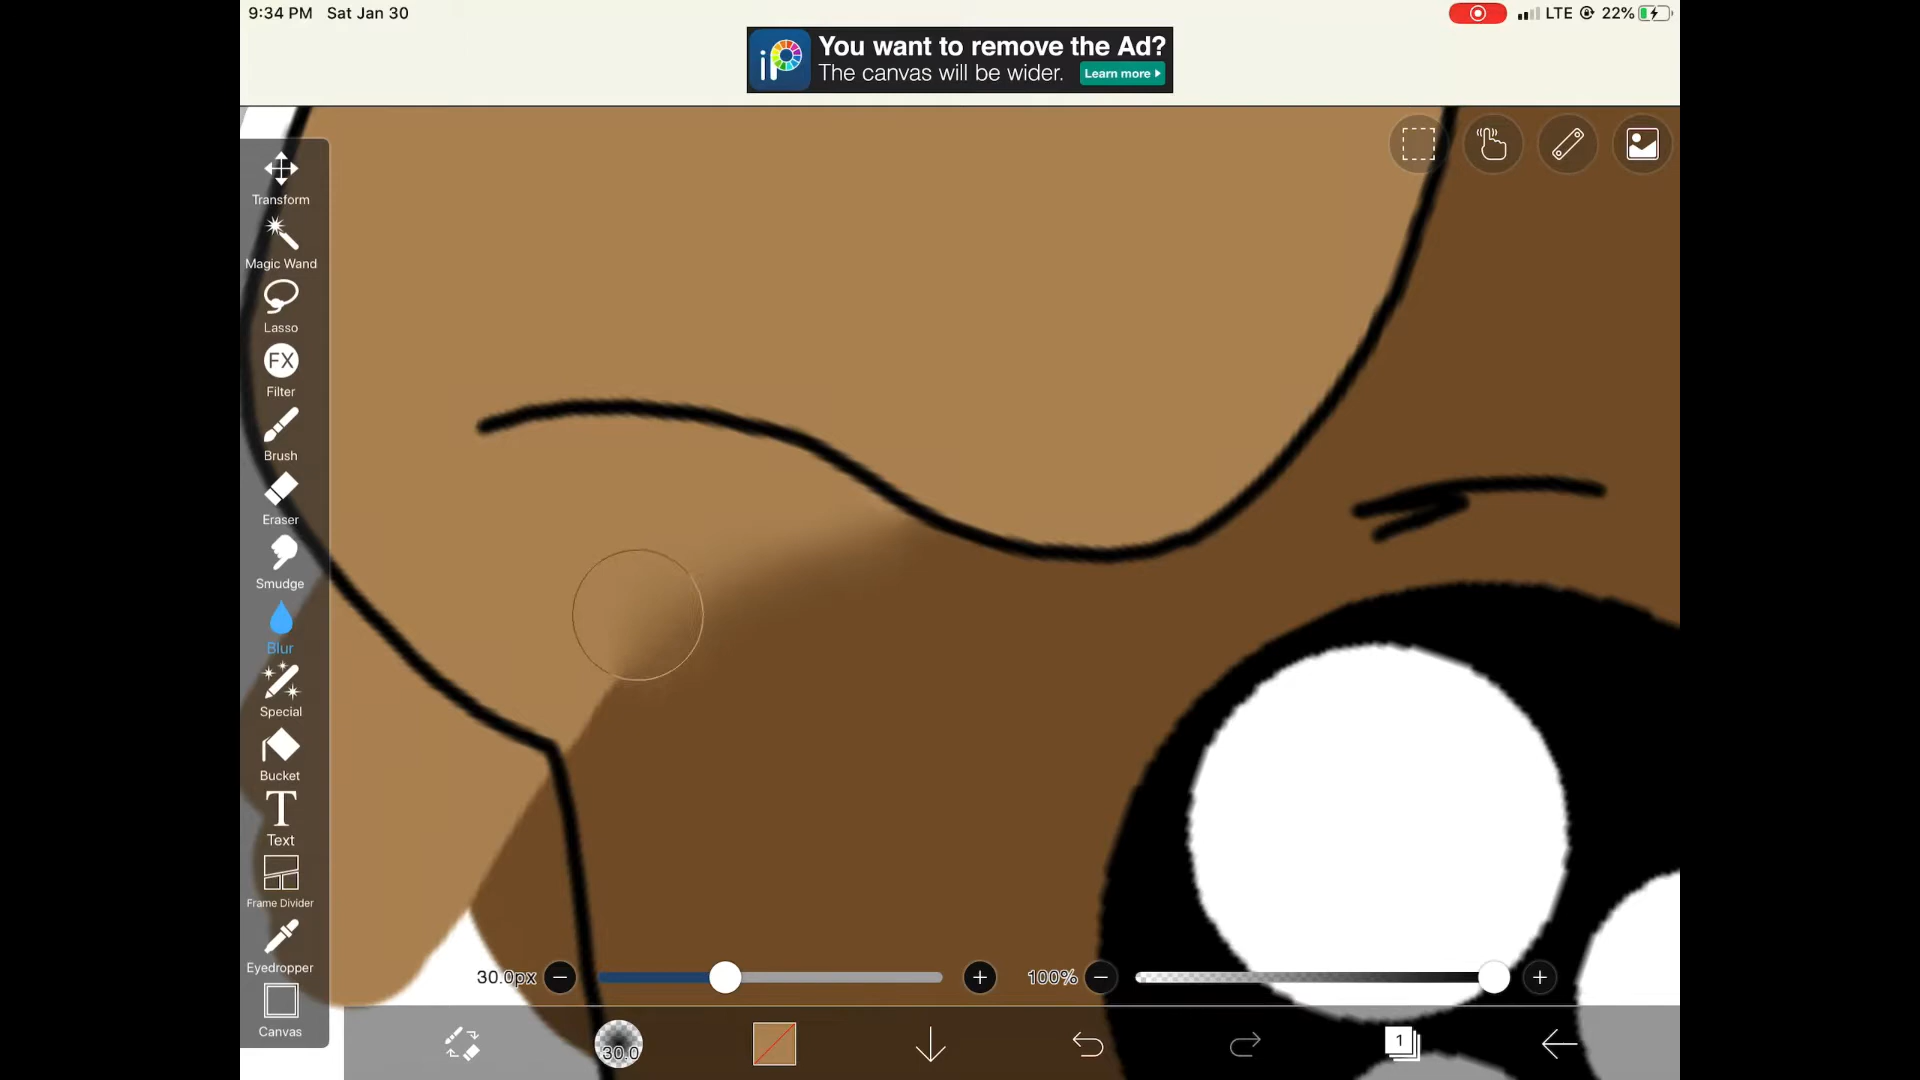 9:34 PM Sat Jan 30
LTE 22%
iP
You want to remove the Ad?
The canvas will be wider. Learn more
Transform
Magic Wand
Lasso
FX
Filter
Brush
Eraser
Smudge
Blur
Special
Bucket
T
Text
Frame Divider
Eyedropper
Canvas
30.0px
100%
30.0
1